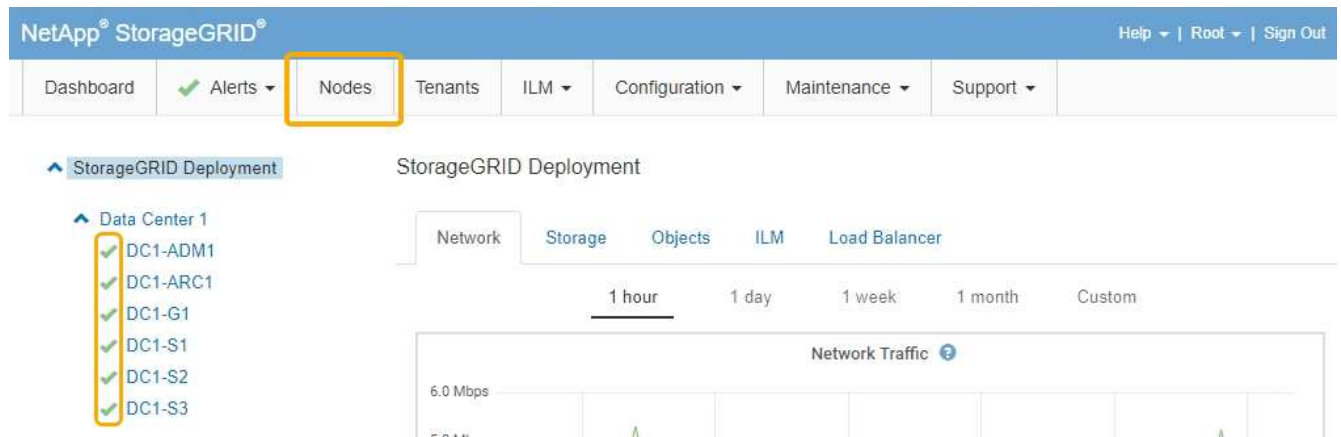 NetApp® StorageGRID®
Help | Root | Sign Out
Dashboard Alerts Nodes Tenants ILM Configuration Maintenance Support
StorageGRID Deployment
StorageGRID Deployment
Data Center 1
DC1-ADM1
DC1-ARC1
DC1-G1
DC1-S1
DC1-S2
DC1-S3
Network Storage Objects ILM Load Balancer
1 hour 1 day 1 week 1 month Custom
Network Traffic
6.0 Mbps